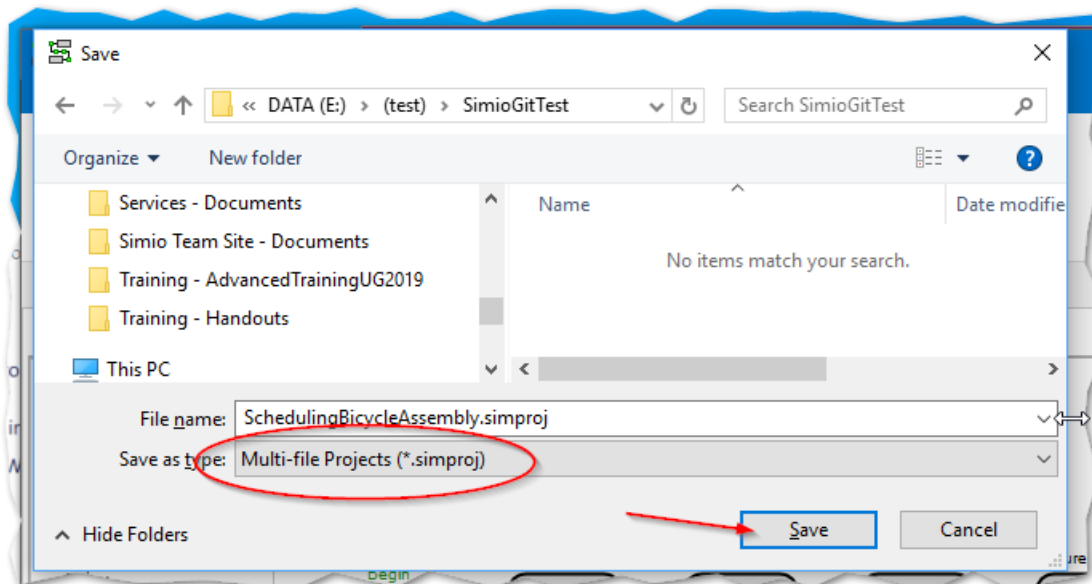 Save
« DATA (E:) > (test) > SimioGitTest
Search SimioGitTest
Organize
New folder
?
Services - Documents
Simio Team Site - Documents
Training - AdvancedTrainingUG2019
Training - Handouts
This PC
Name
Date modifie
No items match your search.
File name: SchedulingBicycleAssembly.simproj
Save as type: Multi-file Projects (*.simproj)
Hide Folders
Save
Cancel
begin